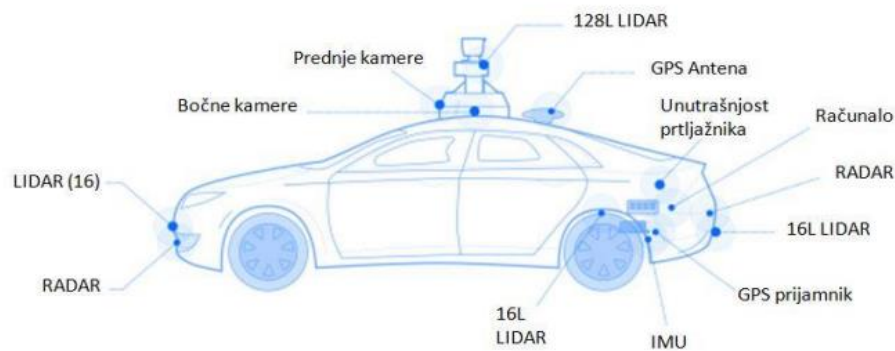 128L LIDAR
Prednje kamere
GPS Antena
Bočne kamere
Unutrašnjost
prtljažnika
Računalo
RADAR
LIDAR (16)
16L LIDAR
RADAR
GPS prijamnik
16L
LIDAR
IMU